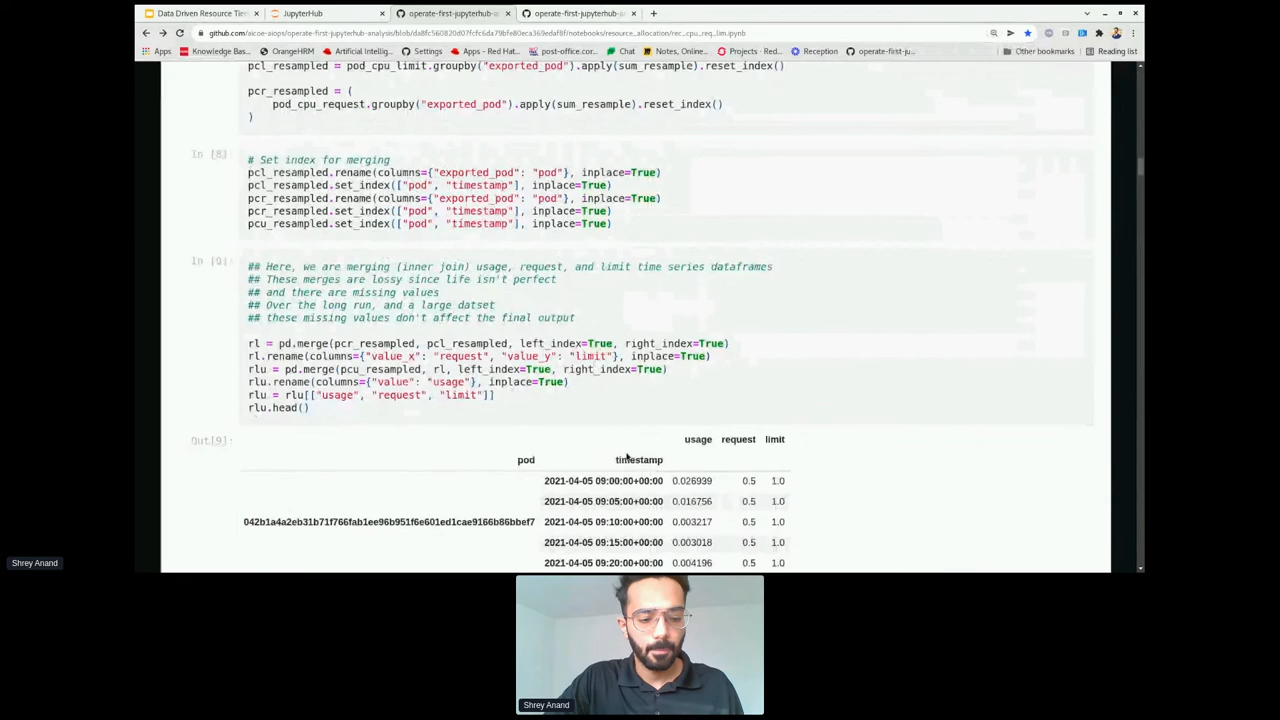 Data Driven Resource Tier
JupyterHub
operate-first-jupyterhub-a
operate-first-jupyterhub-
github.com/aicoe-aiops/operate-first-jupyterhub-analysis/blob/da8fc560820d07fcfc6da79bfe80eca369edaf8f/notebooks/resource_allocation/rec_cpu_req_lim.ipynb
Apps
Knowledge Bas...
OrangeHRM
Artificial Intellig...
Settings
Apps - Red Hat...
post-office.cor...
Chat
Notes, Online...
Projects · Red...
Reception
operate-first-ju...
Other bookmarks
Reading list
pcl_resampled = pod_cpu_limit.groupby("exported_pod").apply(sum_resample).reset_index()
pcr_resampled = (
pod_cpu_request.groupby("exported_pod").apply(sum_resample).reset_index()
)
In [8]
# Set index for merging
pcl_resampled.rename(columns={"exported_pod": "pod"}, inplace=True)
pcl_resampled.set_index(["pod", "timestamp"], inplace=True)
pcr_resampled.rename(columns={"exported_pod": "pod"}, inplace=True)
pcr_resampled.set_index(["pod", "timestamp"], inplace=True)
pcu_resampled.set_index(["pod", "timestamp"], inplace=True)
In [9]:
## Here, we are merging (inner join) usage, request, and limit time series dataframes
## These merges are lossy since life isn't perfect
## and there are missing values
## Over the long run, and a large datset
## these missing values don't affect the final output
rl = pd.merge(pcr_resampled, pcl_resampled, left_index=True, right_index=True)
rl.rename(columns={"value_x": "request", "value_y": "limit"}, inplace=True)
rlu = pd.merge(pcu_resampled, rl, left_index=True, right_index=True)
rlu.rename(columns={"value": "usage"}, inplace=True)
rlu = rlu[["usage", "request", "limit"]]
rlu.head()
Out[9]:
usage request limit
pod timestamp
2021-04-05 09:00:00+00:00 0.026939 0.5 1.0
2021-04-05 09:05:00+00:00 0.016756 0.5 1.0
042b1a4a2eb31b71f766fab1ee96b951f6e601ed1cae9166b86bbef7 2021-04-05 09:10:00+00:00 0.003217 0.5 1.0
2021-04-05 09:15:00+00:00 0.003018 0.5 1.0
2021-04-05 09:20:00+00:00 0.004196 0.5 1.0
Shrey Anand
Shrey Anand